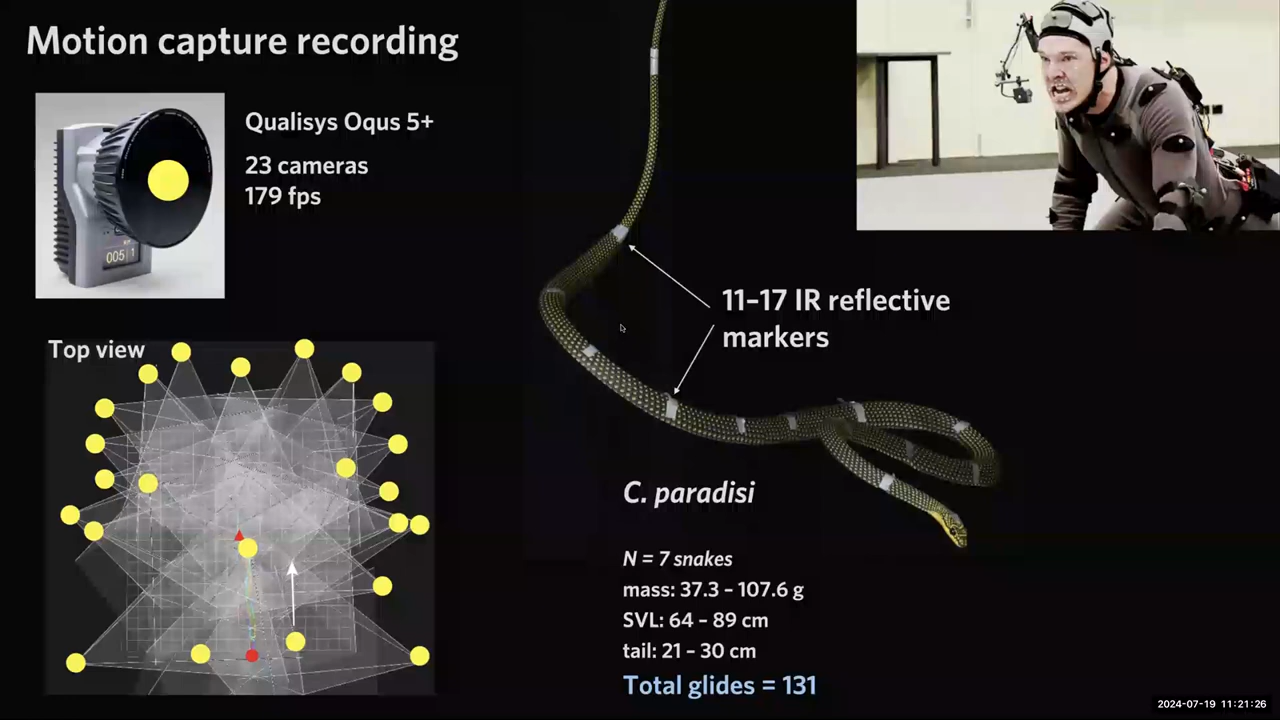 Motion capture recording
Qualisys Oqus 5+
23 cameras
179 fps
005 1
Top view
11–17 IR reflective
markers
C. paradisi
N = 7 snakes
mass: 37.3 – 107.6 g
SVL: 64 – 89 cm
tail: 21 – 30 cm
Total glides = 131
2024-07-19 11:21:26